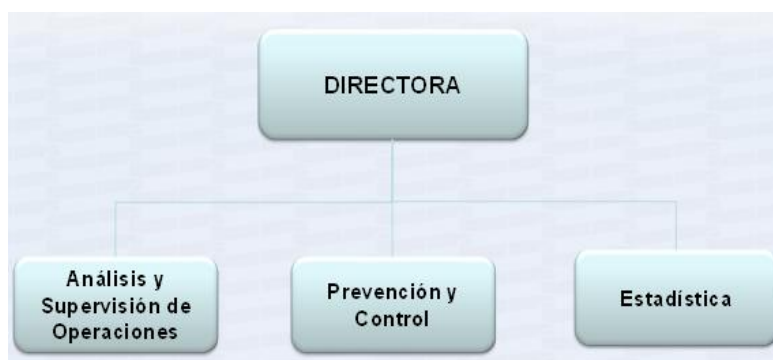 DIRECTORA
Análisis y
Supervisión de
Operaciones
Prevención y
Control
Estadística